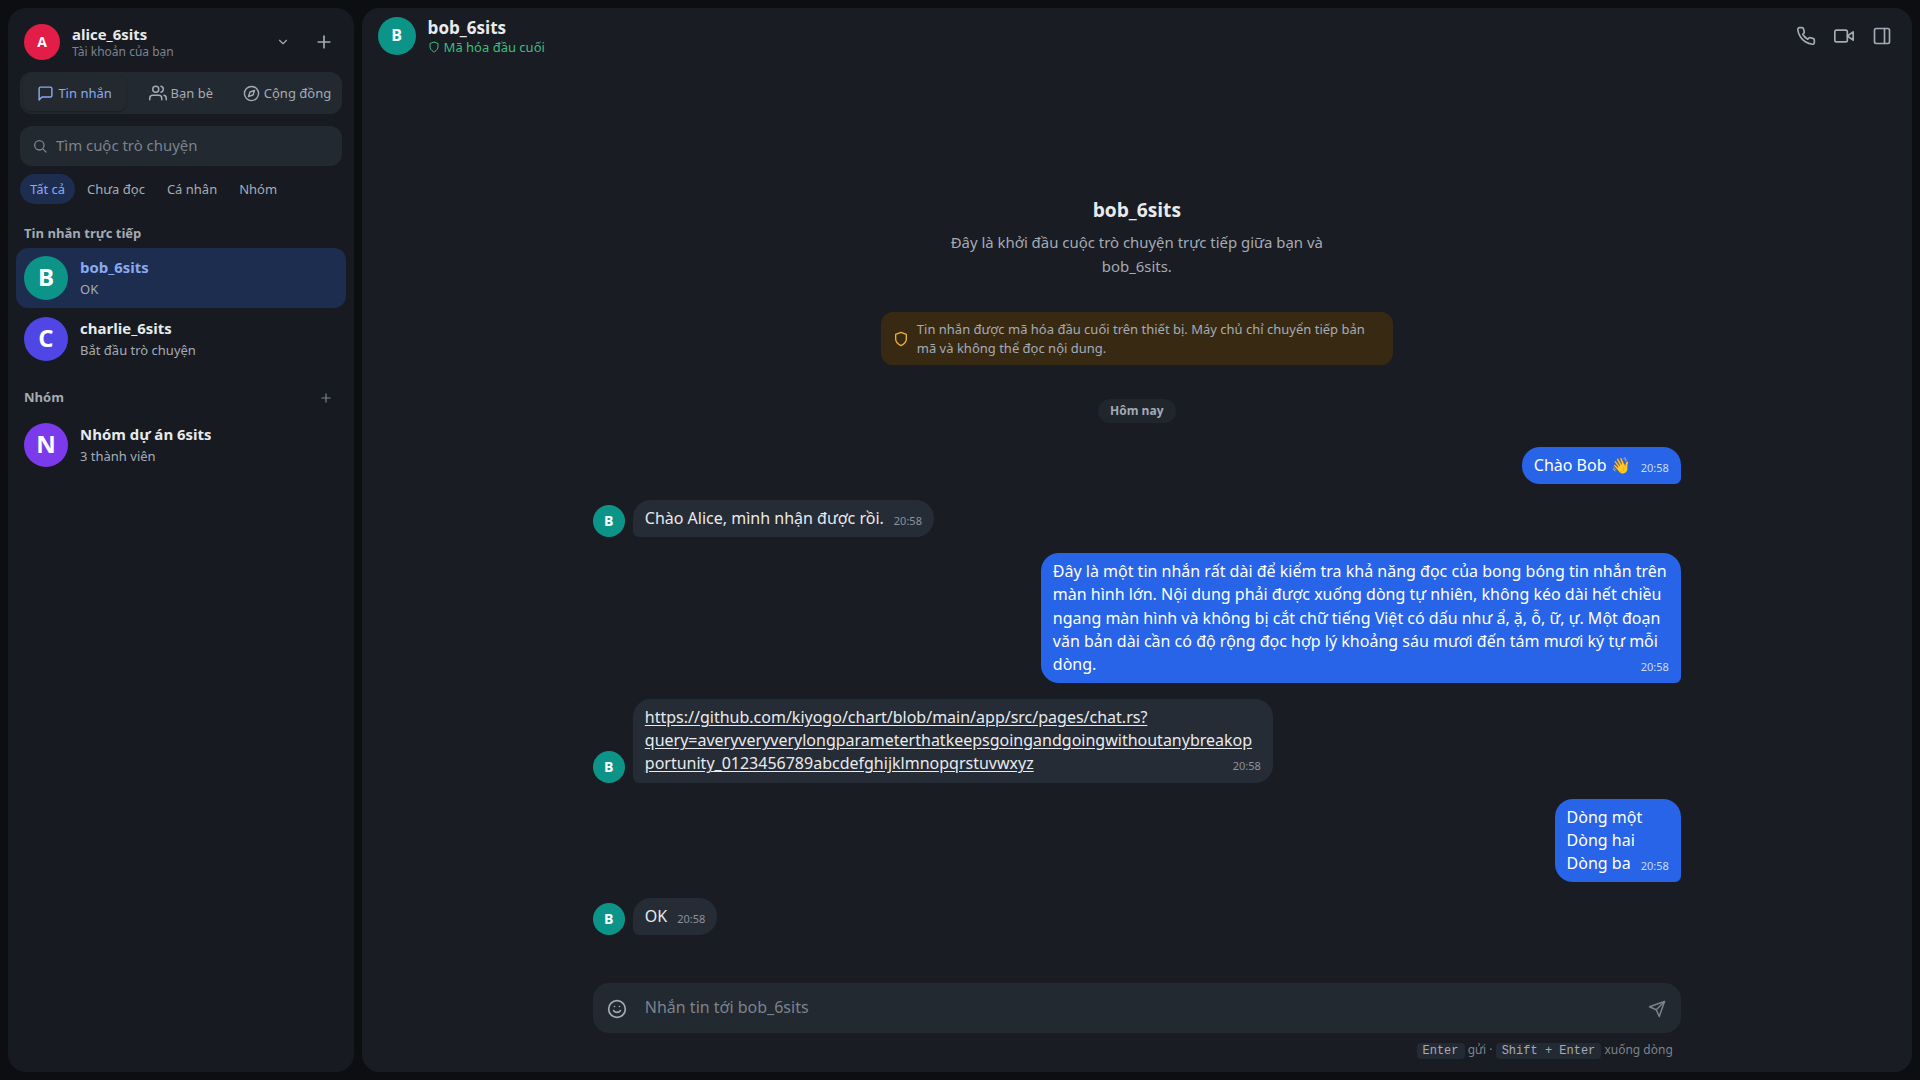 A
alice_6sits
Tài khoản của bạn
Tin nhắn
Bạn bè
Cộng đồng
Tìm cuộc trò chuyện
Tất cả
Chưa đọc
Cá nhân
Nhóm
Tin nhắn trực tiếp
B
bob_6sits
OK
C
charlie_6sits
Bắt đầu trò chuyện
Nhóm
N
Nhóm dự án 6sits
3 thành viên
B
bob_6sits
Mã hóa đầu cuối
bob_6sits
Đây là khởi đầu cuộc trò chuyện trực tiếp giữa bạn và
bob_6sits.
Tin nhắn được mã hóa đầu cuối trên thiết bị. Máy chủ chỉ chuyển tiếp bản
mã và không thể đọc nội dung.
Hôm nay
Chào Bob 👋 20:58
B
Chào Alice, mình nhận được rồi. 20:58
Đây là một tin nhắn rất dài để kiểm tra khả năng đọc của bong bóng tin nhắn trên
màn hình lớn. Nội dung phải được xuống dòng tự nhiên, không kéo dài hết chiều
ngang màn hình và không bị cắt chữ tiếng Việt có dấu như ẩ, ặ, ỗ, ữ, ự. Một đoạn
văn bản dài cần có độ rộng đọc hợp lý khoảng sáu mươi đến tám mươi ký tự mỗi
dòng. 20:58
https://github.com/kiyogo/chart/blob/main/app/src/pages/chat.rs?
query=averyveryverylongparameterthatkeepsgoingandgoingwithoutanybreakop
portunity_0123456789abcdefghijklmnopqrstuvwxyz 20:58
B
Dòng một
Dòng hai
Dòng ba 20:58
B
OK 20:58
Nhắn tin tới bob_6sits
Enter gửi · Shift + Enter xuống dòng